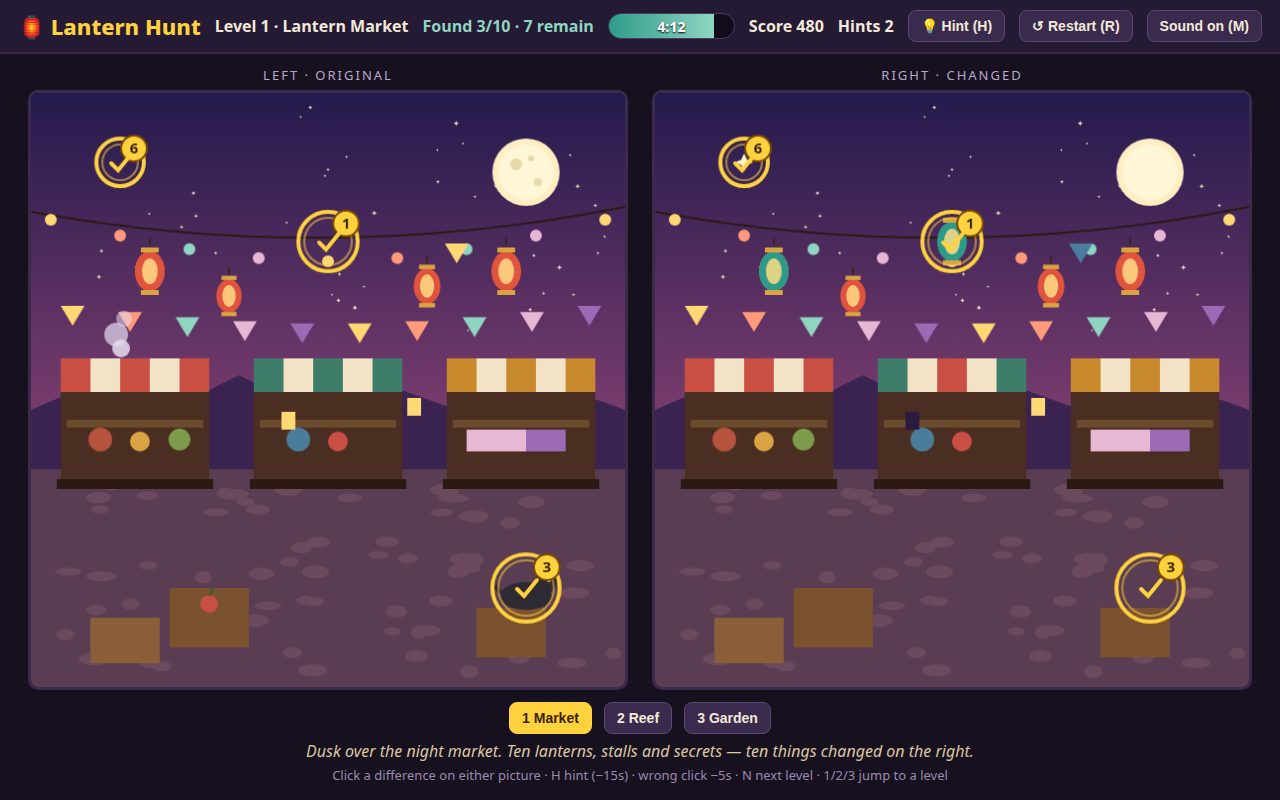 🏮 Lantern Hunt Level 1 · Lantern Market Found 3/10 · 7 remain 4:12 Score 480 Hints 2 💡 Hint (H) ↺ Restart (R) Sound on (M)
LEFT · ORIGINAL RIGHT · CHANGED
6 6
1 1
3 3
1 Market 2 Reef 3 Garden
Dusk over the night market. Ten lanterns, stalls and secrets — ten things changed on the right.
Click a difference on either picture · H hint (−15s) · wrong click −5s · N next level · 1/2/3 jump to a level